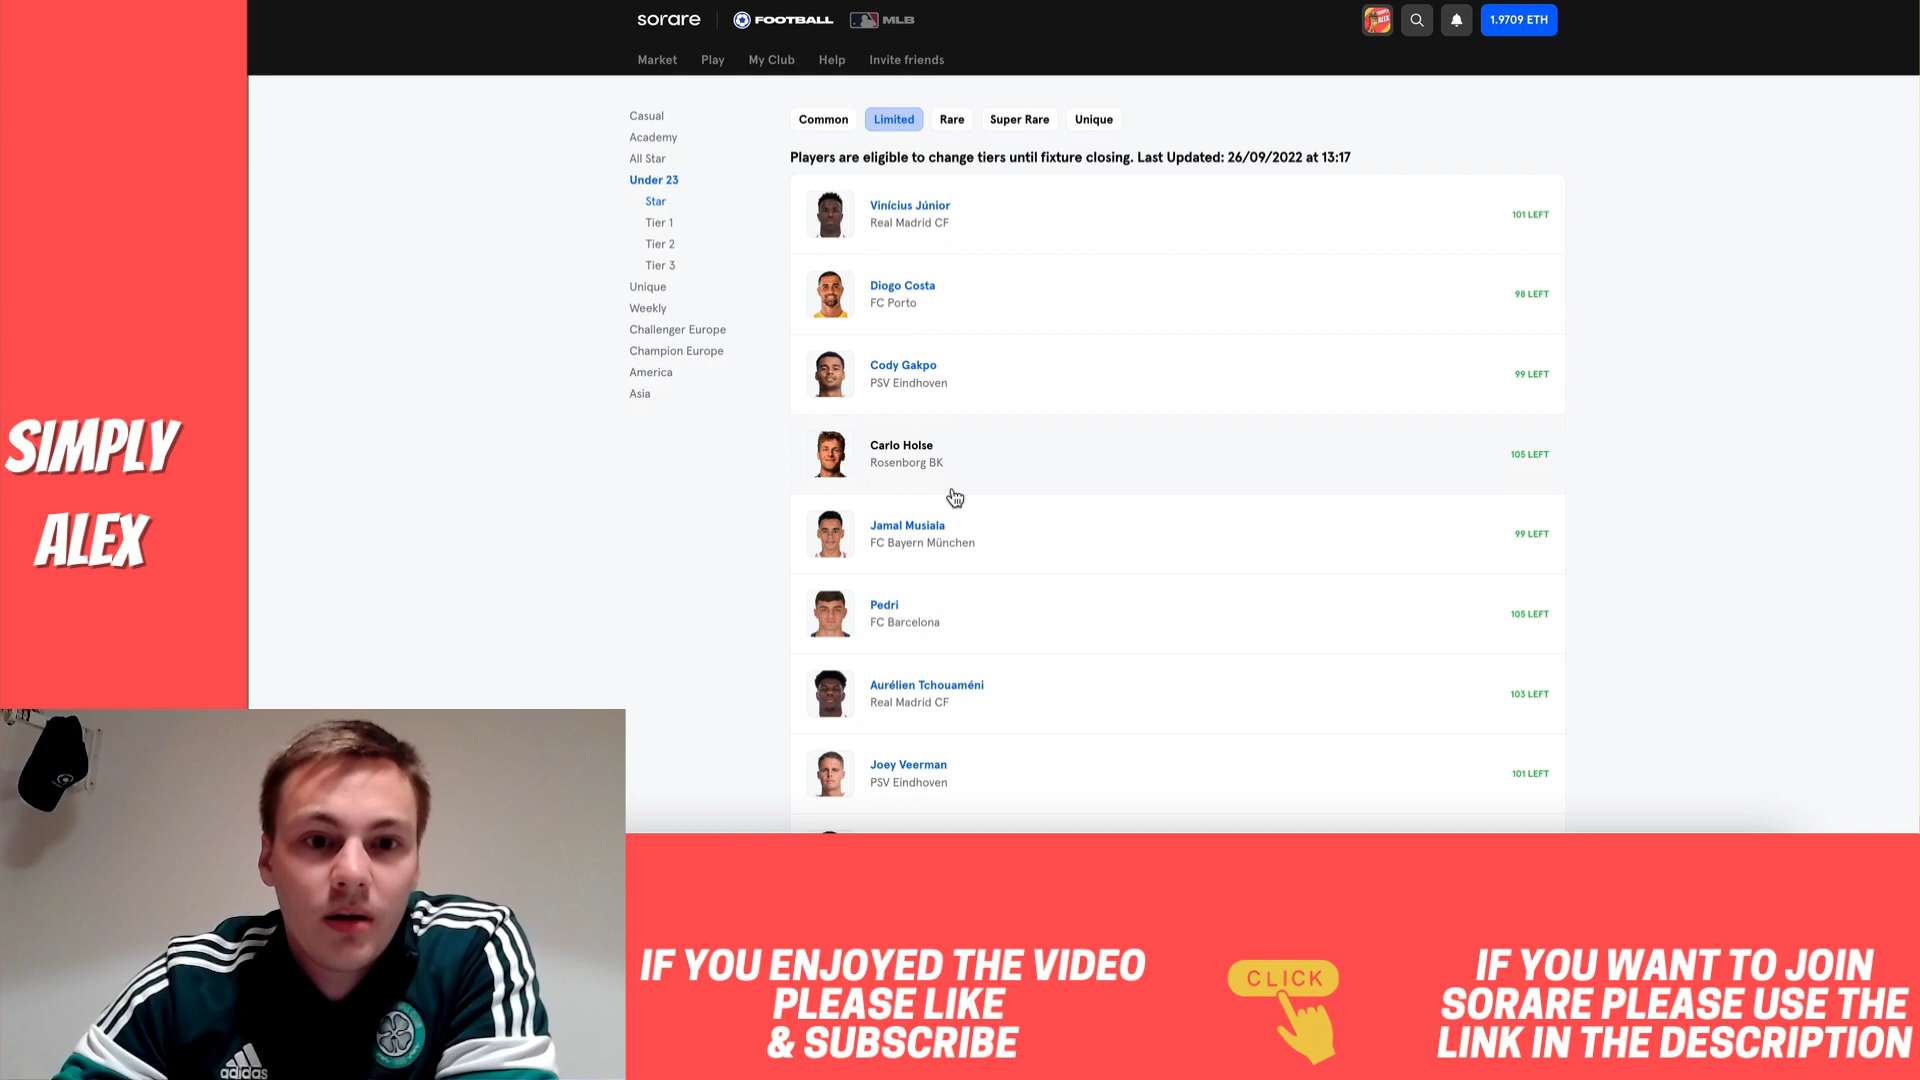 sorare
FOOTBALL
MLB
1.9709 ETH
Market
Play
My Club
Help
Invite friends
Casual
Academy
All Star
Under 23
Star
Tier 1
Tier 2
Tier 3
Unique
Weekly
Challenger Europe
Champion Europe
America
Asia
Common
Limited
Rare
Super Rare
Unique
Players are eligible to change tiers until fixture closing. Last Updated: 26/09/2022 at 13:17
Vinícius Júnior
Real Madrid CF
101 LEFT
Diogo Costa
FC Porto
98 LEFT
Cody Gakpo
PSV Eindhoven
99 LEFT
Carlo Holse
Rosenborg BK
105 LEFT
Jamal Musiala
FC Bayern München
99 LEFT
Pedri
FC Barcelona
105 LEFT
Aurélien Tchouaméni
Real Madrid CF
103 LEFT
Joey Veerman
PSV Eindhoven
101 LEFT
SIMPLY
ALEX
adidas
IF YOU ENJOYED THE VIDEO
PLEASE LIKE
& SUBSCRIBE
CLICK
IF YOU WANT TO JOIN
SORARE PLEASE USE THE
LINK IN THE DESCRIPTION